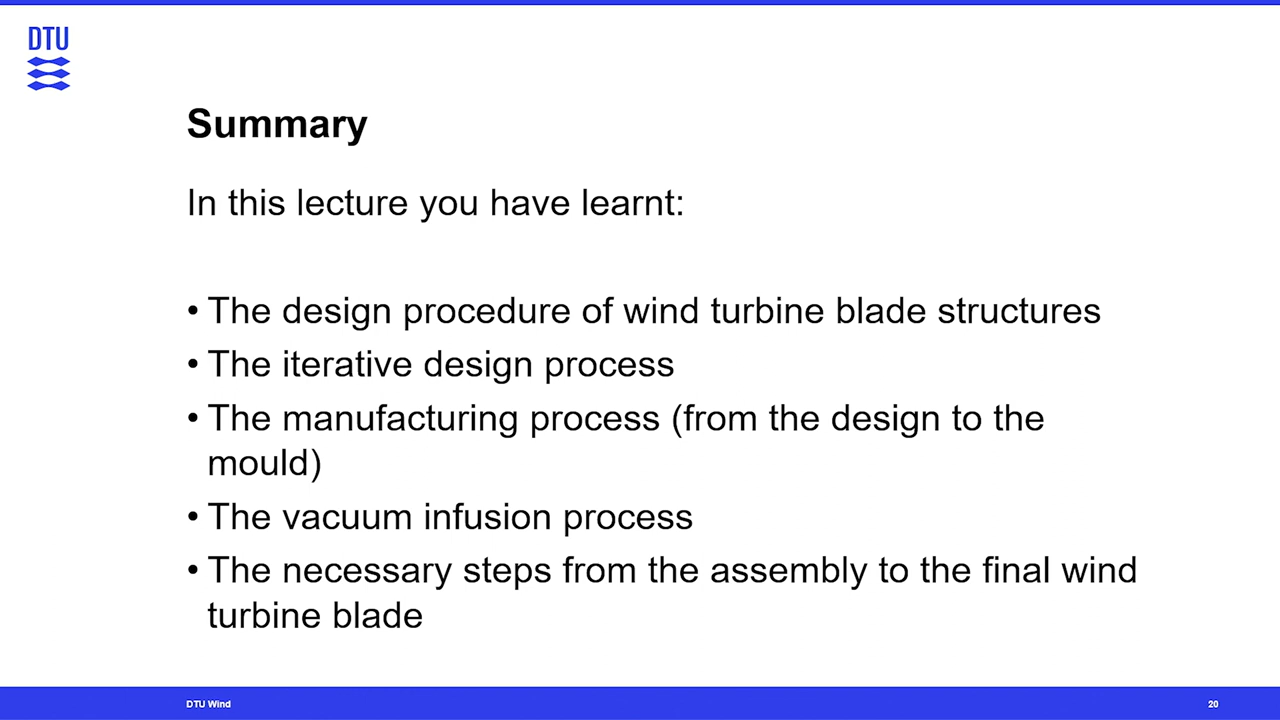 DTU
Summary
In this lecture you have learnt:
• The design procedure of wind turbine blade structures
• The iterative design process
• The manufacturing process (from the design to the
mould)
• The vacuum infusion process
• The necessary steps from the assembly to the final wind
turbine blade
DTU Wind
20